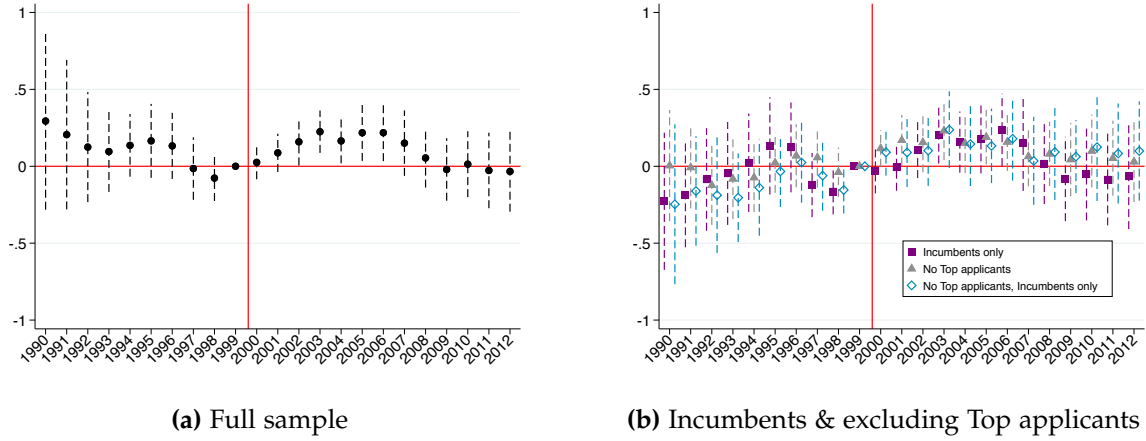 1
.5
0
-.5
-1
1990 1991 1992 1993 1994 1995 1996 1997 1998 1999 2000 2001 2002 2003 2004 2005 2006 2007 2008 2009 2010 2011 2012
(a) Full sample
1
.5
0
-.5
-1
Incumbents only
No Top applicants
No Top applicants, Incumbents only
1990 1991 1992 1993 1994 1995 1996 1997 1998 1999 2000 2001 2002 2003 2004 2005 2006 2007 2008 2009 2010 2011 2012
(b) Incumbents & excluding Top applicants